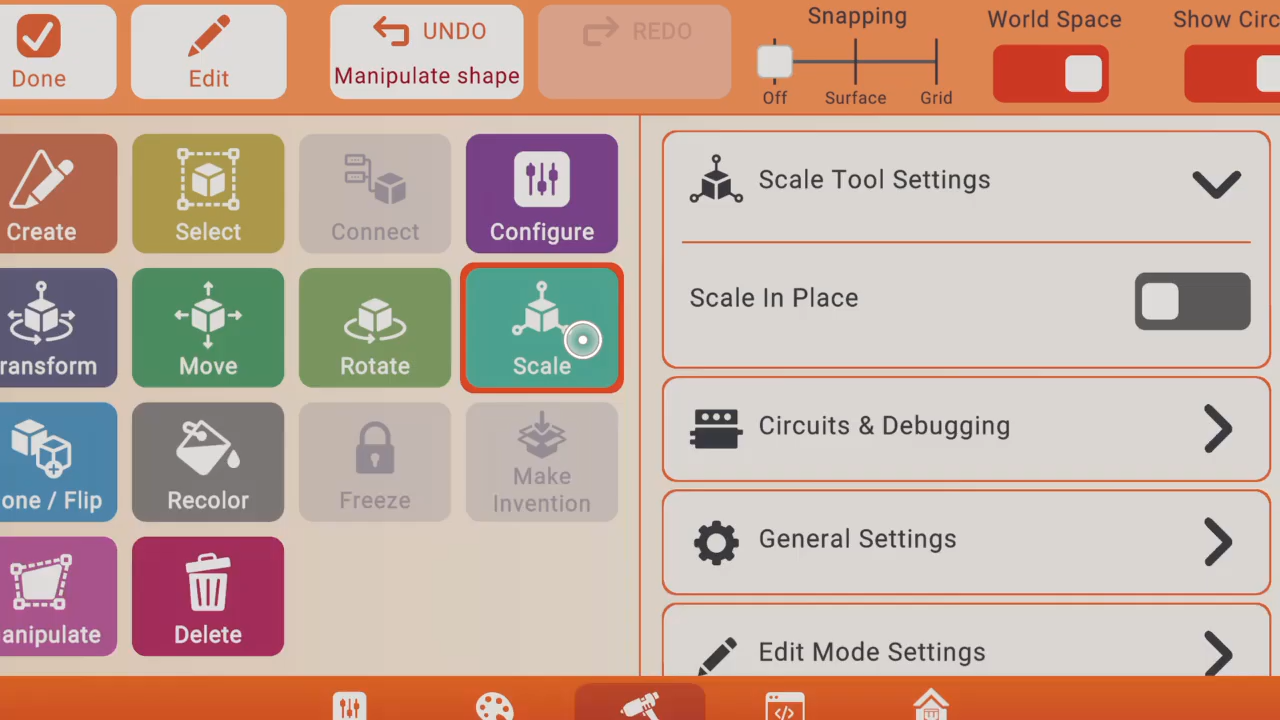 Done
Edit
UNDO
Manipulate shape
REDO
Snapping
Off
Surface
Grid
World Space
Show Circ
Create
Select
Connect
Configure
ransform
Move
Rotate
Scale
one / Flip
Recolor
Freeze
Make
Invention
anipulate
Delete
Scale Tool Settings
Scale In Place
Circuits & Debugging
General Settings
Edit Mode Settings